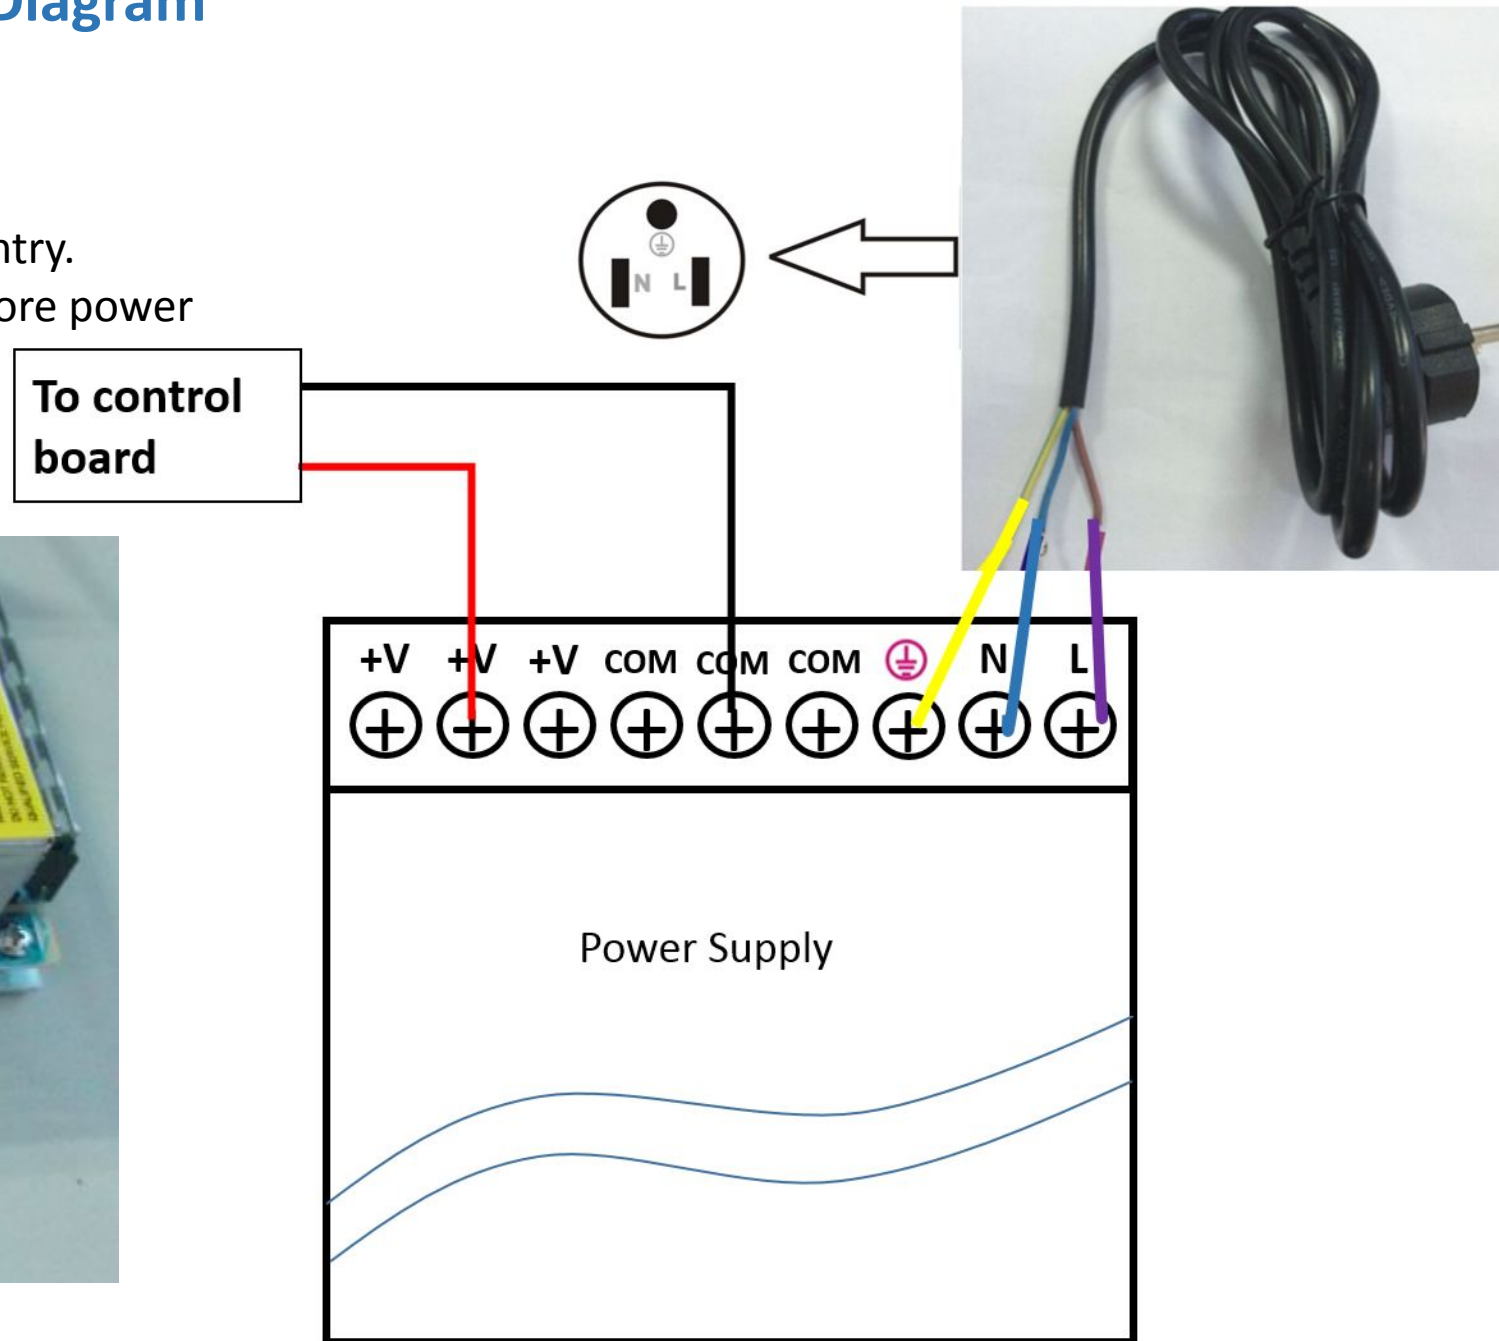 Diagram
ntry.
ore power
N L
To control
board
+V +V +V COM COM COM N L
Power Supply